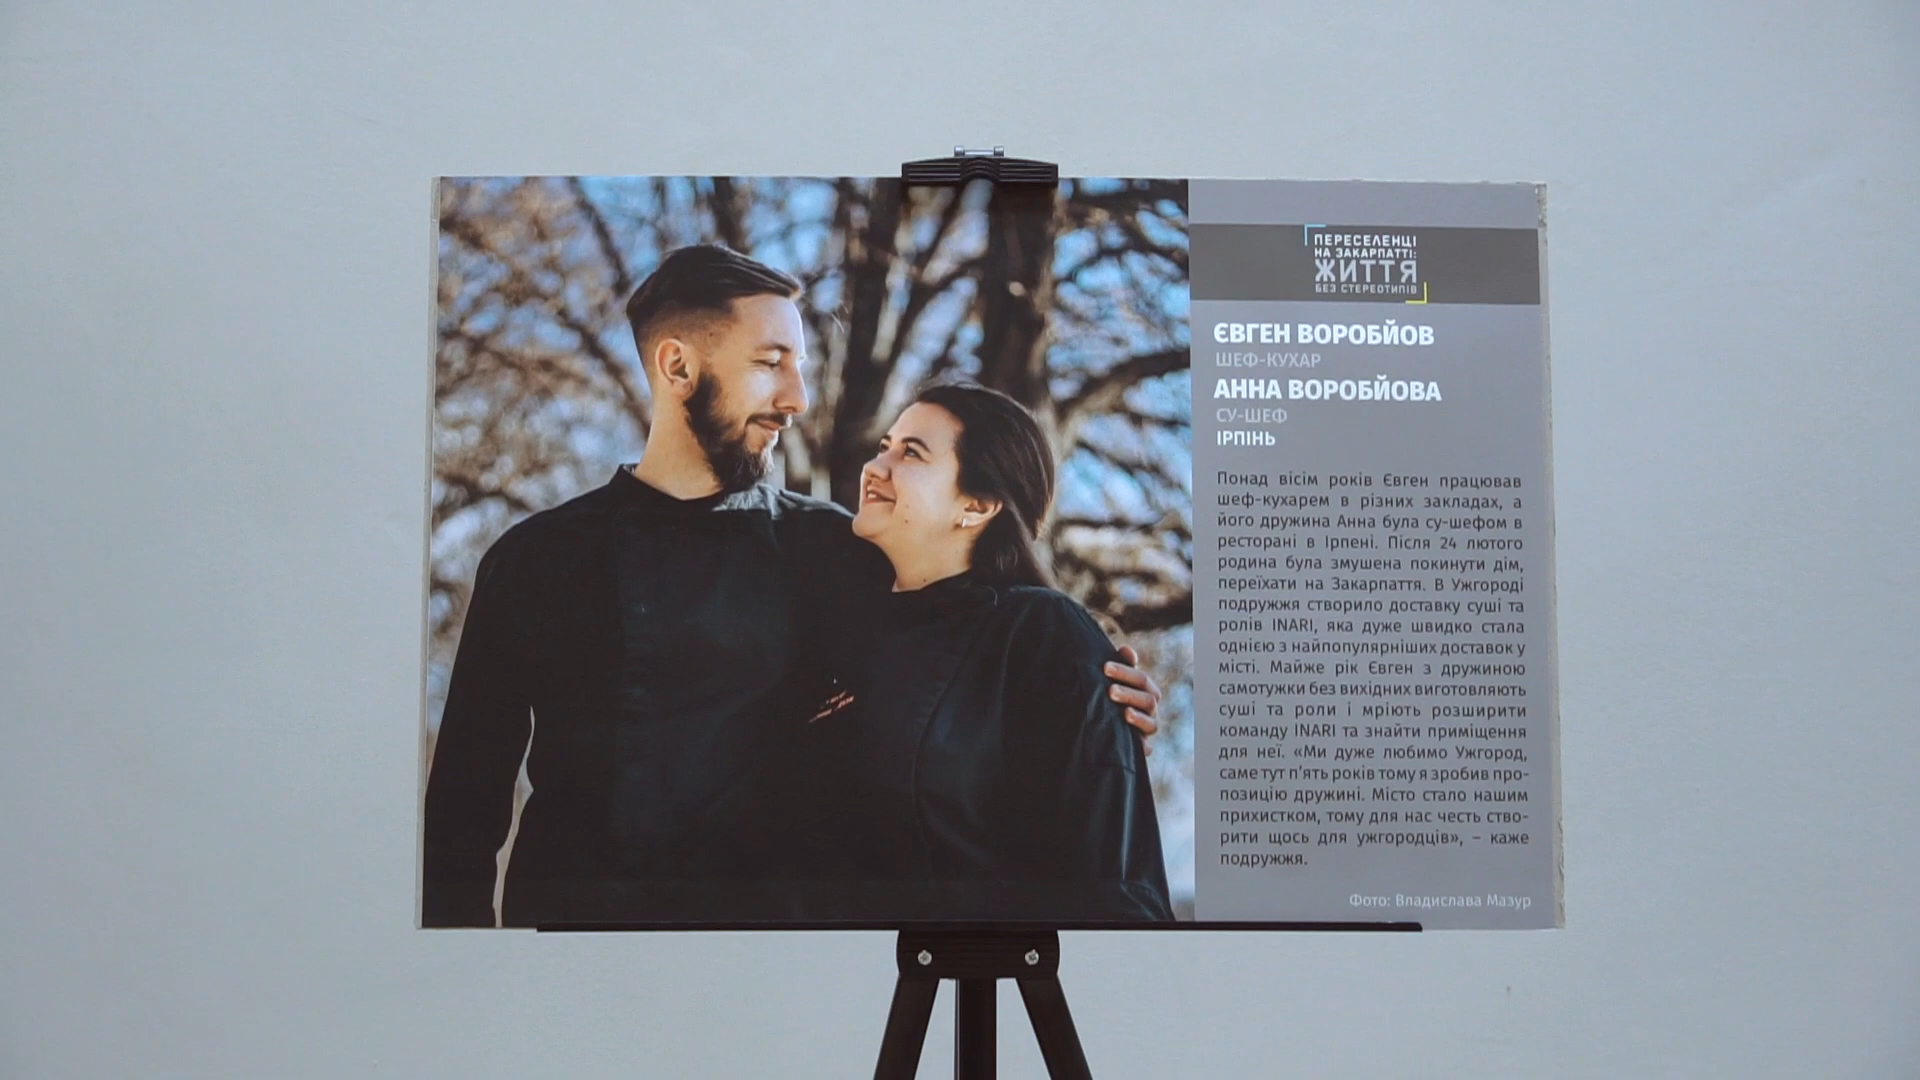 ПЕРЕСЕЛЕНЦІ
НА ЗАКАРПАТТІ:
ЖИТТЯ
БЕЗ СТЕРЕОТИПІВ
ЄВГЕН ВОРОБЙОВ
ШЕФ-КУХАР
АННА ВОРОБЙОВА
СУ-ШЕФ
ІРПІНЬ
Понад вісім років Євген працював
шеф-кухарем в різних закладах, а
його дружина Анна була су-шефом в
ресторані в Ірпені. Після 24 лютого
родина була змушена покинути дім,
переїхати на Закарпаття. В Ужгороді
подружжя створило доставку суші та
ролів INARI, яка дуже швидко стала
однією з найпопулярніших доставок у
місті. Майже рік Євген з дружиною
самотужки без вихідних виготовляють
суші та роли і мріють розширити
команду INARI та знайти приміщення
для неї. «Ми дуже любимо Ужгород,
саме тут п'ять років тому я зробив про-
позицію дружині. Місто стало нашим
прихистком, тому для нас честь ство-
рити щось для ужгородців», – каже
подружжя.
Фото: Владислава Мазур